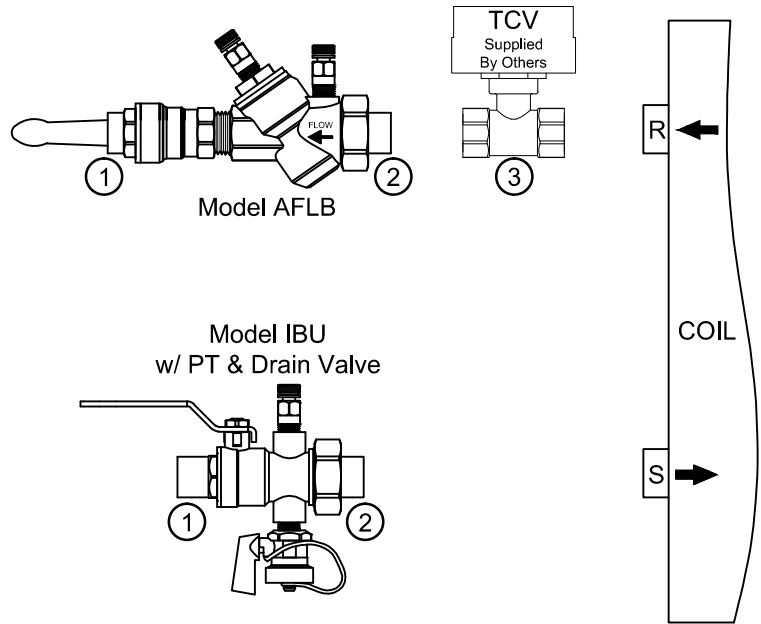 TCV
Supplied
By Others
FLOW
R
1
2
3
Model AFLB
COIL
Model IBU
w/ PT & Drain Valve
S
1
2